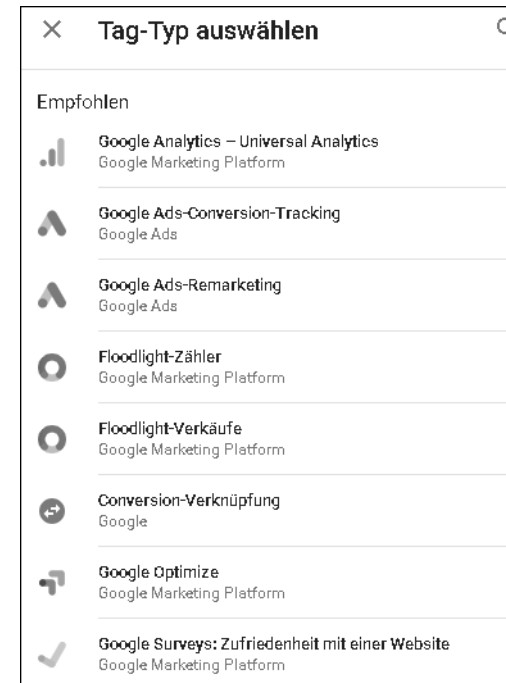 Tag-Typ auswählen
Empfohlen
Google Analytics – Universal Analytics
Google Marketing Platform
Google Ads-Conversion-Tracking
Google Ads
Google Ads-Remarketing
Google Ads
Floodlight-Zähler
Google Marketing Platform
Floodlight-Verkäufe
Google Marketing Platform
Conversion-Verknüpfung
Google
Google Optimize
Google Marketing Platform
Google Surveys: Zufriedenheit mit einer Website
Google Marketing Platform